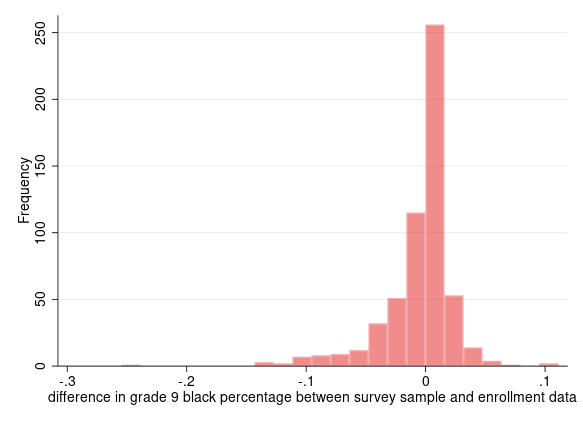 250
200
150
100
50
0
Frequency
-.3 -.2 -.1 0 .1
difference in grade 9 black percentage between survey sample and enrollment data